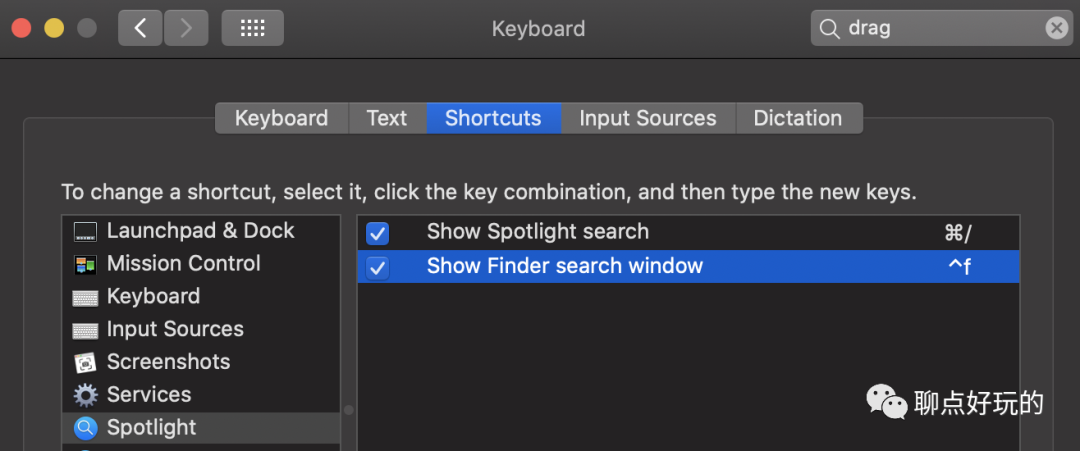 Keyboard
drag
Keyboard Text Shortcuts Input Sources Dictation
To change a shortcut, select it, click the key combination, and then type the new keys.
Launchpad & Dock
Mission Control
Keyboard
Input Sources
Screenshots
Services
Spotlight
Show Spotlight search ⌘/
Show Finder search window ^f
聊点好玩的